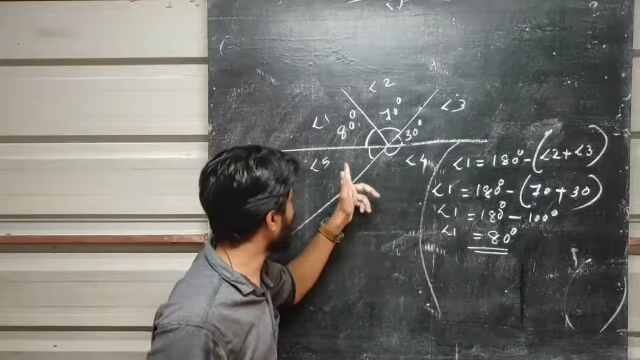 ∠2
∠1 70° ∠3
80° 30°
∠5 ∠4
∠1 = 180° - (∠2 + ∠3)
∠1 = 180° - (70 + 30)
∠1 = 180° - 100°
∠1 = 80°